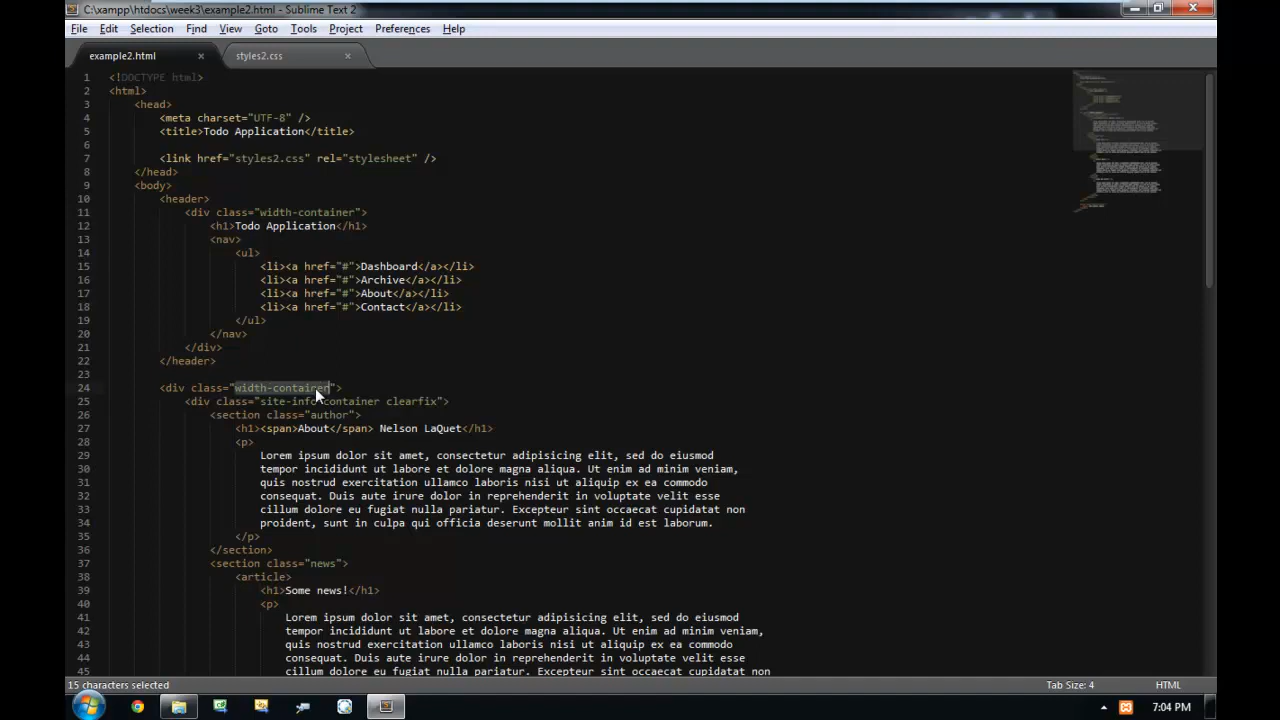 C:\xampp\htdocs\week3\example2.html - Sublime Text 2
File Edit Selection Find View Goto Tools Project Preferences Help
example2.html × styles2.css ×
1 <!DOCTYPE html>
2 <html>
3 <head>
4 <meta charset="UTF-8" />
5 <title>Todo Application</title>
6
7 <link href="styles2.css" rel="stylesheet" />
8 </head>
9 <body>
10 <header>
11 <div class="width-container">
12 <h1>Todo Application</h1>
13 <nav>
14 <ul>
15 <li><a href="#">Dashboard</a></li>
16 <li><a href="#">Archive</a></li>
17 <li><a href="#">About</a></li>
18 <li><a href="#">Contact</a></li>
19 </ul>
20 </nav>
21 </div>
22 </header>
23
24 <div class="width-container">
25 <div class="site-info-container clearfix">
26 <section class="author">
27 <h1><span>About</span> Nelson LaQuet</h1>
28 <p>
29 Lorem ipsum dolor sit amet, consectetur adipisicing elit, sed do eiusmod
30 tempor incididunt ut labore et dolore magna aliqua. Ut enim ad minim veniam,
31 quis nostrud exercitation ullamco laboris nisi ut aliquip ex ea commodo
32 consequat. Duis aute irure dolor in reprehenderit in voluptate velit esse
33 cillum dolore eu fugiat nulla pariatur. Excepteur sint occaecat cupidatat non
34 proident, sunt in culpa qui officia deserunt mollit anim id est laborum.
35 </p>
36 </section>
37 <section class="news">
38 <article>
39 <h1>Some news!</h1>
40 <p>
41 Lorem ipsum dolor sit amet, consectetur adipisicing elit, sed do eiusmod
42 tempor incididunt ut labore et dolore magna aliqua. Ut enim ad minim veniam,
43 quis nostrud exercitation ullamco laboris nisi ut aliquip ex ea commodo
44 consequat. Duis aute irure dolor in reprehenderit in voluptate velit esse
45 cillum dolore eu fugiat nulla pariatur. Excepteur sint occaecat cupidatat non
15 characters selected Tab Size: 4 HTML
7:04 PM